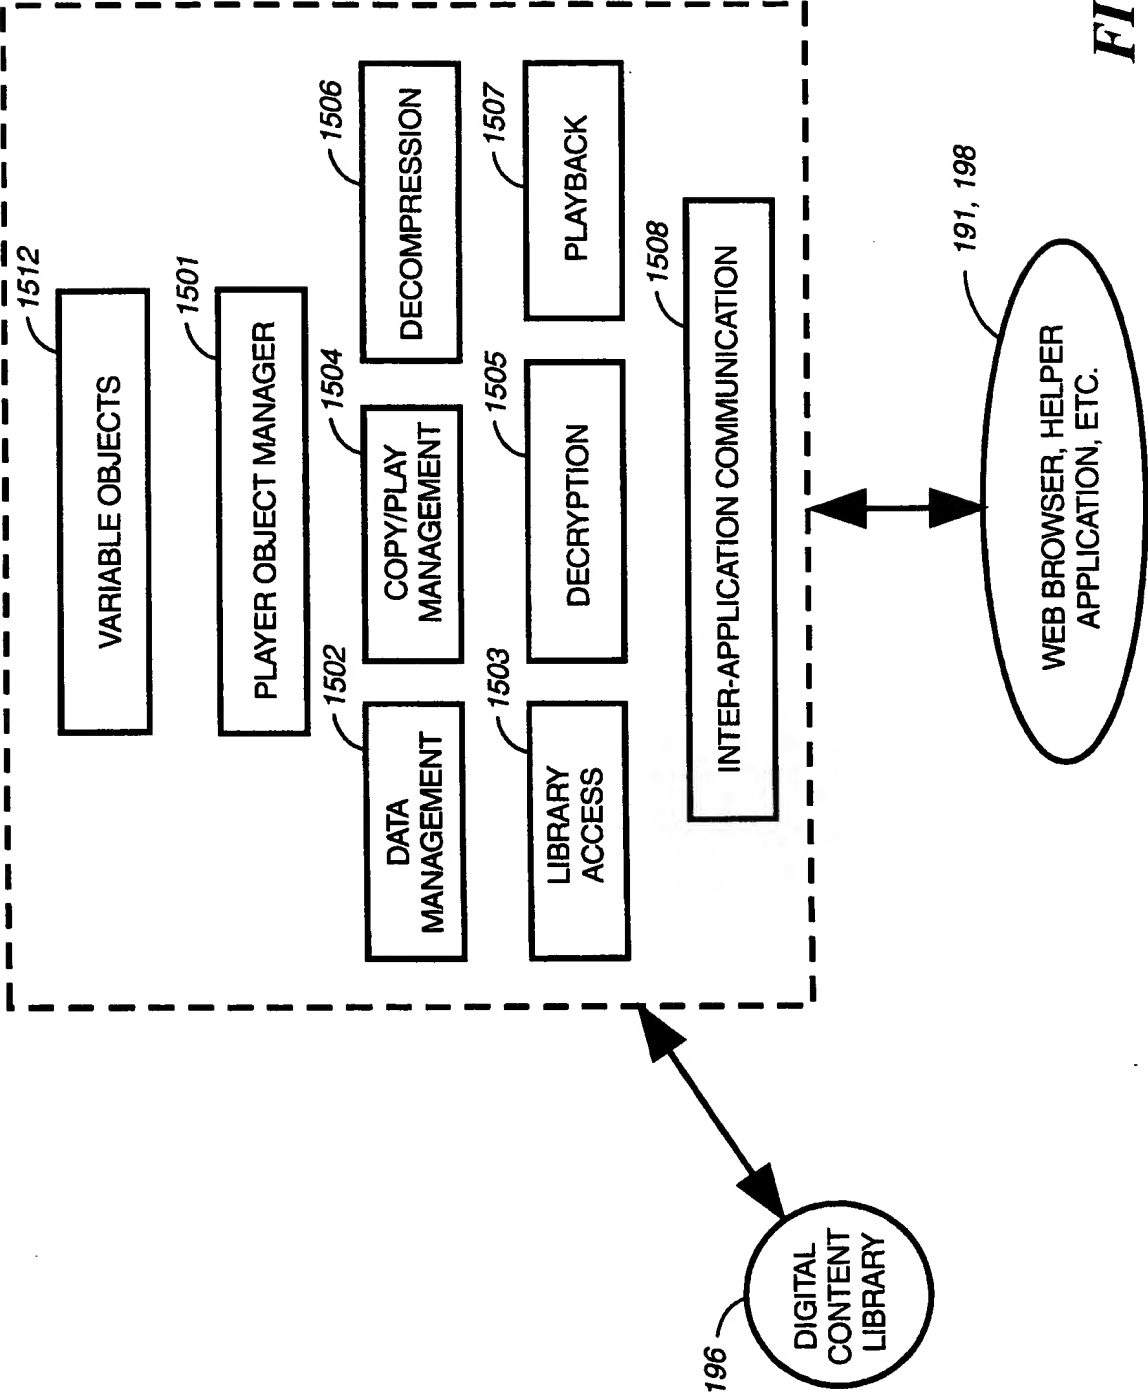 1512
VARIABLE OBJECTS
1501
PLAYER OBJECT MANAGER
1502
DATA
MANAGEMENT
1504
COPY/PLAY
MANAGEMENT
1506
DECOMPRESSION
1503
LIBRARY
ACCESS
1505
DECRYPTION
1507
PLAYBACK
1508
INTER-APPLICATION COMMUNICATION
196
DIGITAL
CONTENT
LIBRARY
191, 198
WEB BROWSER, HELPER
APPLICATION, ETC.
FI